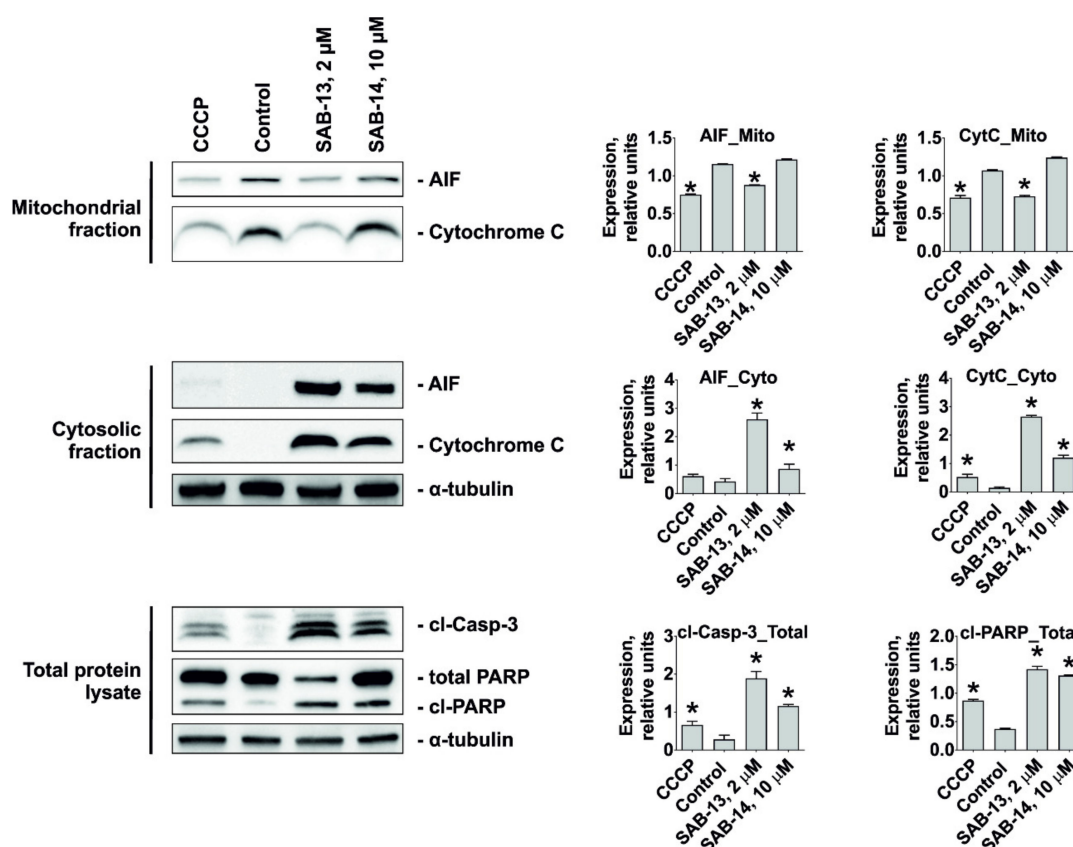 CCCP
Control
SAB-13, 2 µM
SAB-14, 10 µM
Mitochondrial
fraction
- AIF
- Cytochrome C
Cytosolic
fraction
- AIF
- Cytochrome C
- α-tubulin
Total protein
lysate
- cl-Casp-3
- total PARP
- cl-PARP
- α-tubulin
AIF_Mito
Expression,
relative units
1.5
1.0
0.5
0.0
*
*
CCCP
Control
SAB-13, 2 µM
SAB-14, 10 µM
CytC_Mito
Expression,
relative units
1.5
1.0
0.5
0.0
*
*
CCCP
Control
SAB-13, 2 µM
SAB-14, 10 µM
AIF_Cyto
Expression,
relative units
4
3
2
1
0
*
*
CCCP
Control
SAB-13, 2 µM
SAB-14, 10 µM
CytC_Cyto
Expression,
relative units
4
3
2
1
0
*
*
*
CCCP
Control
SAB-13, 2 µM
SAB-14, 10 µM
cl-Casp-3_Total
Expression,
relative units
3
2
1
0
*
*
*
CCCP
Control
SAB-13, 2 µM
SAB-14, 10 µM
cl-PARP_Total
Expression,
relative units
2.0
1.5
1.0
0.5
0.0
*
*
*
CCCP
Control
SAB-13, 2 µM
SAB-14, 10 µM